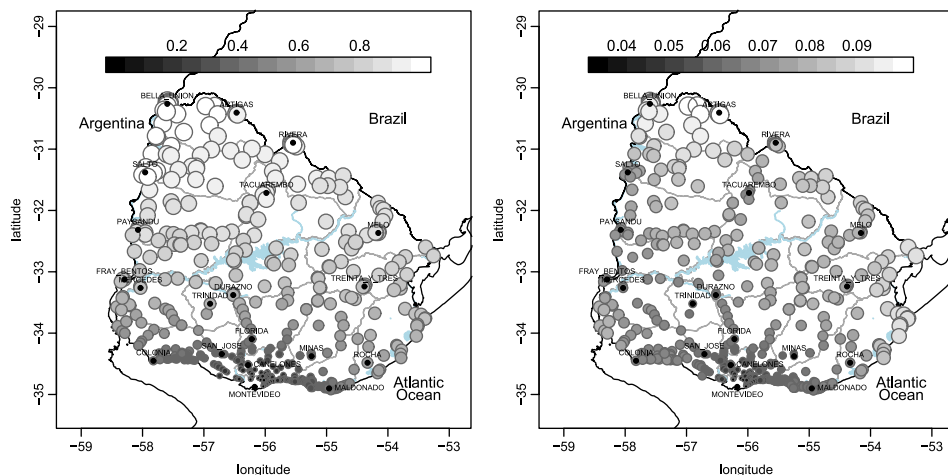 0.2 0.4 0.6 0.8
-29
-30
-31
-32
-33
-34
-35
latitude
Argentina
Brazil
BELLA_UNION
ARTIGAS
RIVERA
SALTO
TACUAREMBO
PAYSANDU
MELO
FRAY_BENTOS
MERCEDES
TREINTA_Y_TRES
DURAZNO
TRINIDAD
FLORIDA
SAN_JOSE
MINAS
COLONIA
CANELONES
ROCHA
MONTEVIDEO
MALDONADO
Atlantic
Ocean
-59 -58 -57 -56 -55 -54 -53
longitude
0.04 0.05 0.06 0.07 0.08 0.09
-29
-30
-31
-32
-33
-34
-35
latitude
Argentina
Brazil
BELLA_UNION
ARTIGAS
RIVERA
SALTO
TACUAREMBO
PAYSANDU
MELO
FRAY_BENTOS
MERCEDES
TREINTA_Y_TRES
DURAZNO
TRINIDAD
FLORIDA
SAN_JOSE
MINAS
COLONIA
CANELONES
ROCHA
MONTEVIDEO
MALDONADO
Atlantic
Ocean
-59 -58 -57 -56 -55 -54 -53
longitude